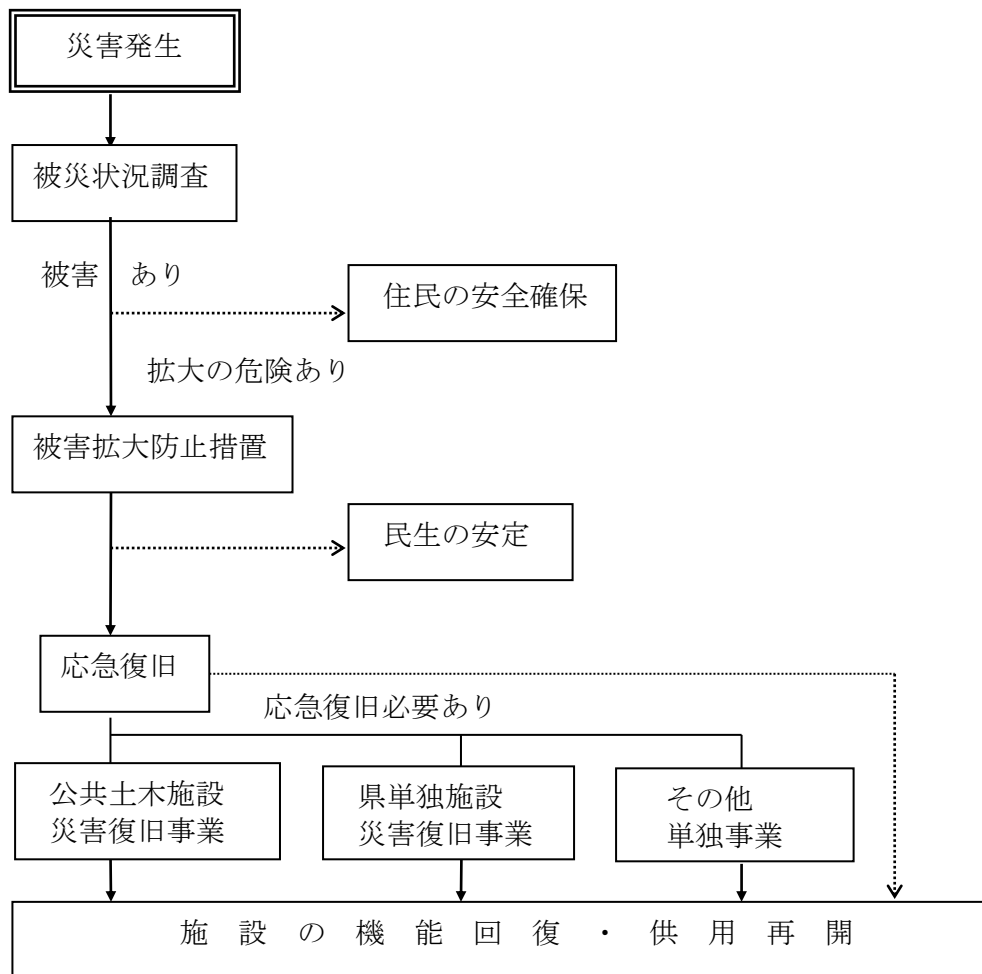 災害発生
被災状況調査
被害 あり
住民の安全確保
拡大の危険あり
被害拡大防止措置
民生の安定
応急復旧
応急復旧必要あり
公共土木施設
災害復旧事業
県単独施設
災害復旧事業
その他
単独事業
施設の機能回復・供用再開